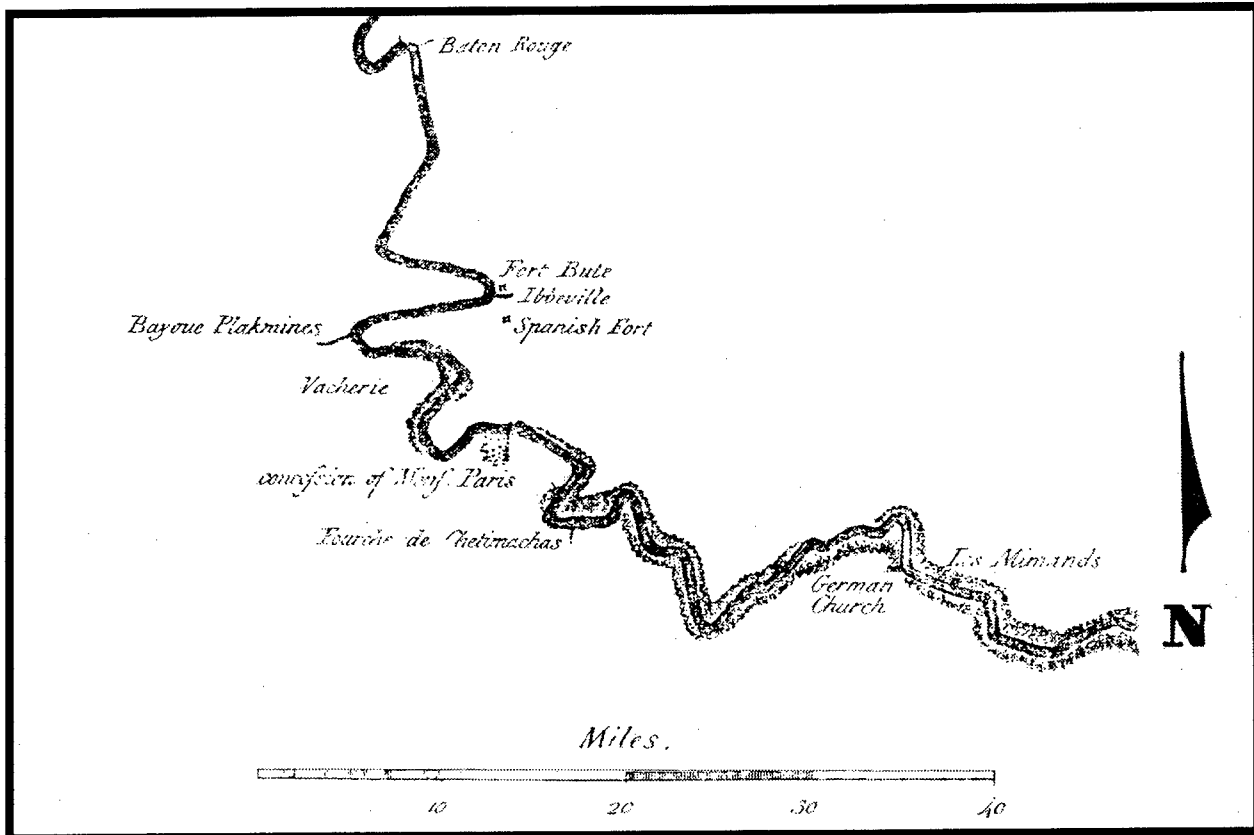 Baton Rouge
Fort Bute
Ibbeville
Spanish Fort
Bayoue Plakmines
Vacherie
concession of Monſ. Paris
Fourche de Chetimachas
Les Mimands
German
Church
N
Miles.
10 20 30 40